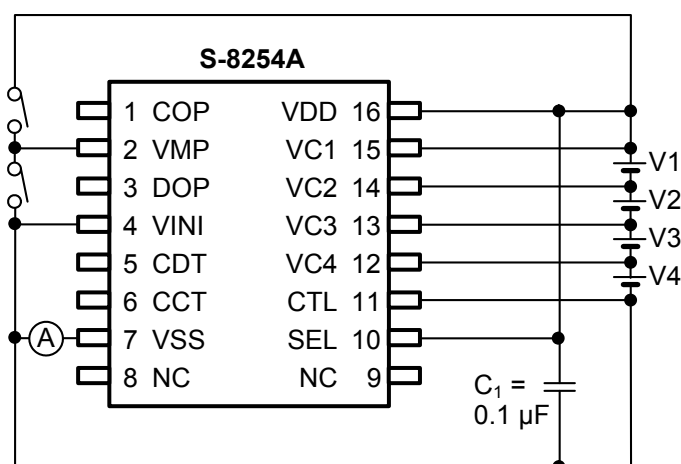 S-8254A
1 COP VDD 16
2 VMP VC1 15
3 DOP VC2 14
4 VINI VC3 13
5 CDT VC4 12
6 CCT CTL 11
7 VSS SEL 10
8 NC NC 9
A
V1
V2
V3
V4
C₁ =
0.1 µF